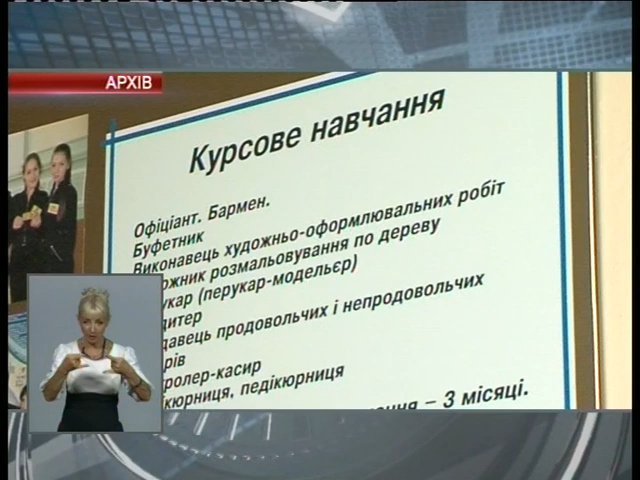 АРХІВ
Курсове навчання
Офіціант. Бармен.
Буфетник
Виконавець художньо-оформлювальних робіт
розмальовування по дереву
(перукар-модельєр)
продовольчих і непродовольчих
педікюрниця
– 3 місяці.